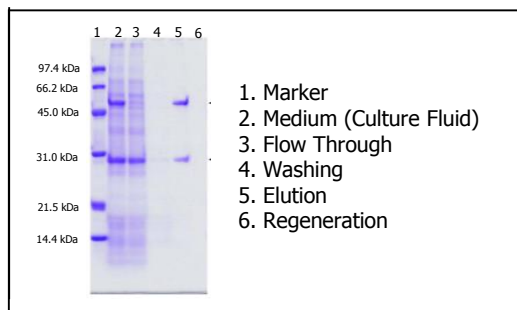 1 2 3 4 5 6
97.4 kDa
66.2 kDa
45.0 kDa
31.0 kDa
21.5 kDa
14.4 kDa
1. Marker
2. Medium (Culture Fluid)
3. Flow Through
4. Washing
5. Elution
6. Regeneration